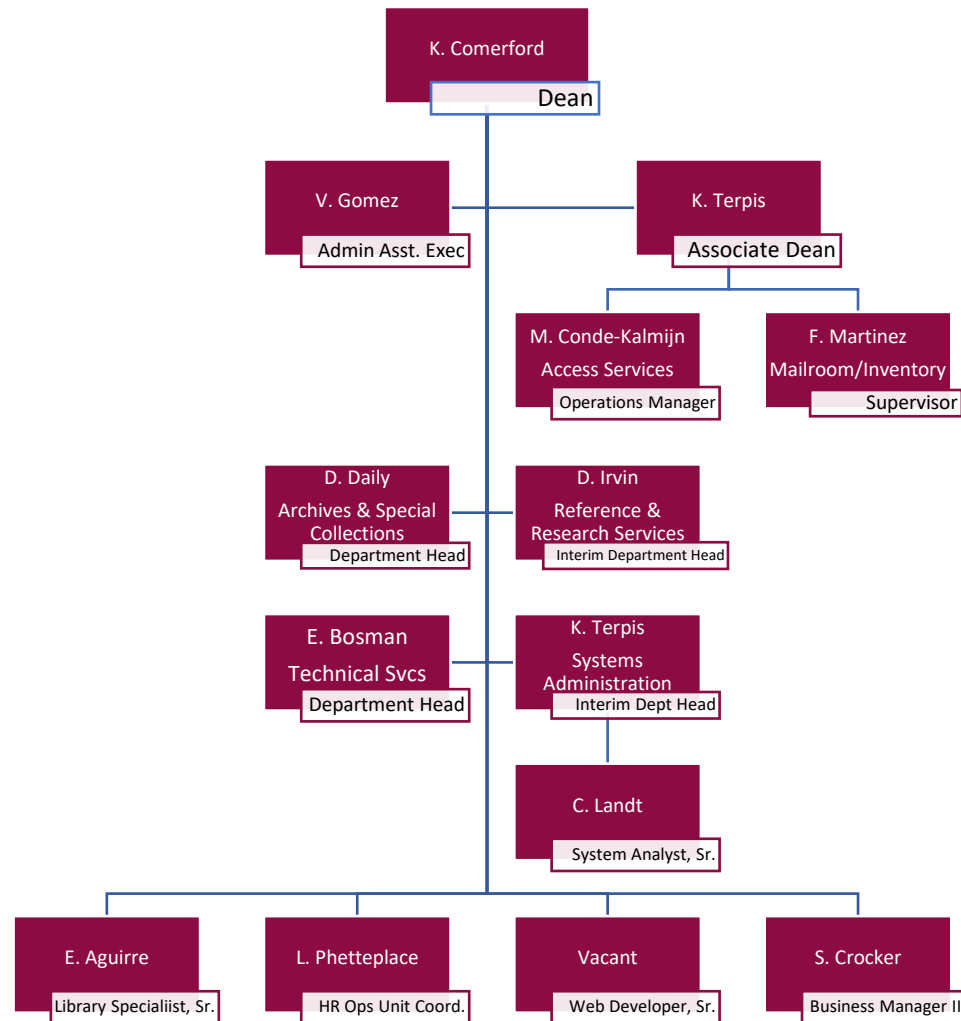 K. Comerford
Dean
V. Gomez
Admin Asst. Exec
K. Terpis
Associate Dean
M. Conde-Kalmijn
Access Services
Operations Manager
F. Martinez
Mailroom/Inventory
Supervisor
D. Daily
Archives & Special
Collections
Department Head
D. Irvin
Reference &
Research Services
Interim Department Head
E. Bosman
Technical Svcs
Department Head
K. Terpis
Systems
Administration
Interim Dept Head
C. Landt
System Analyst, Sr.
E. Aguirre
Library Specialiist, Sr.
L. Phetteplace
HR Ops Unit Coord.
Vacant
Web Developer, Sr.
S. Crocker
Business Manager II